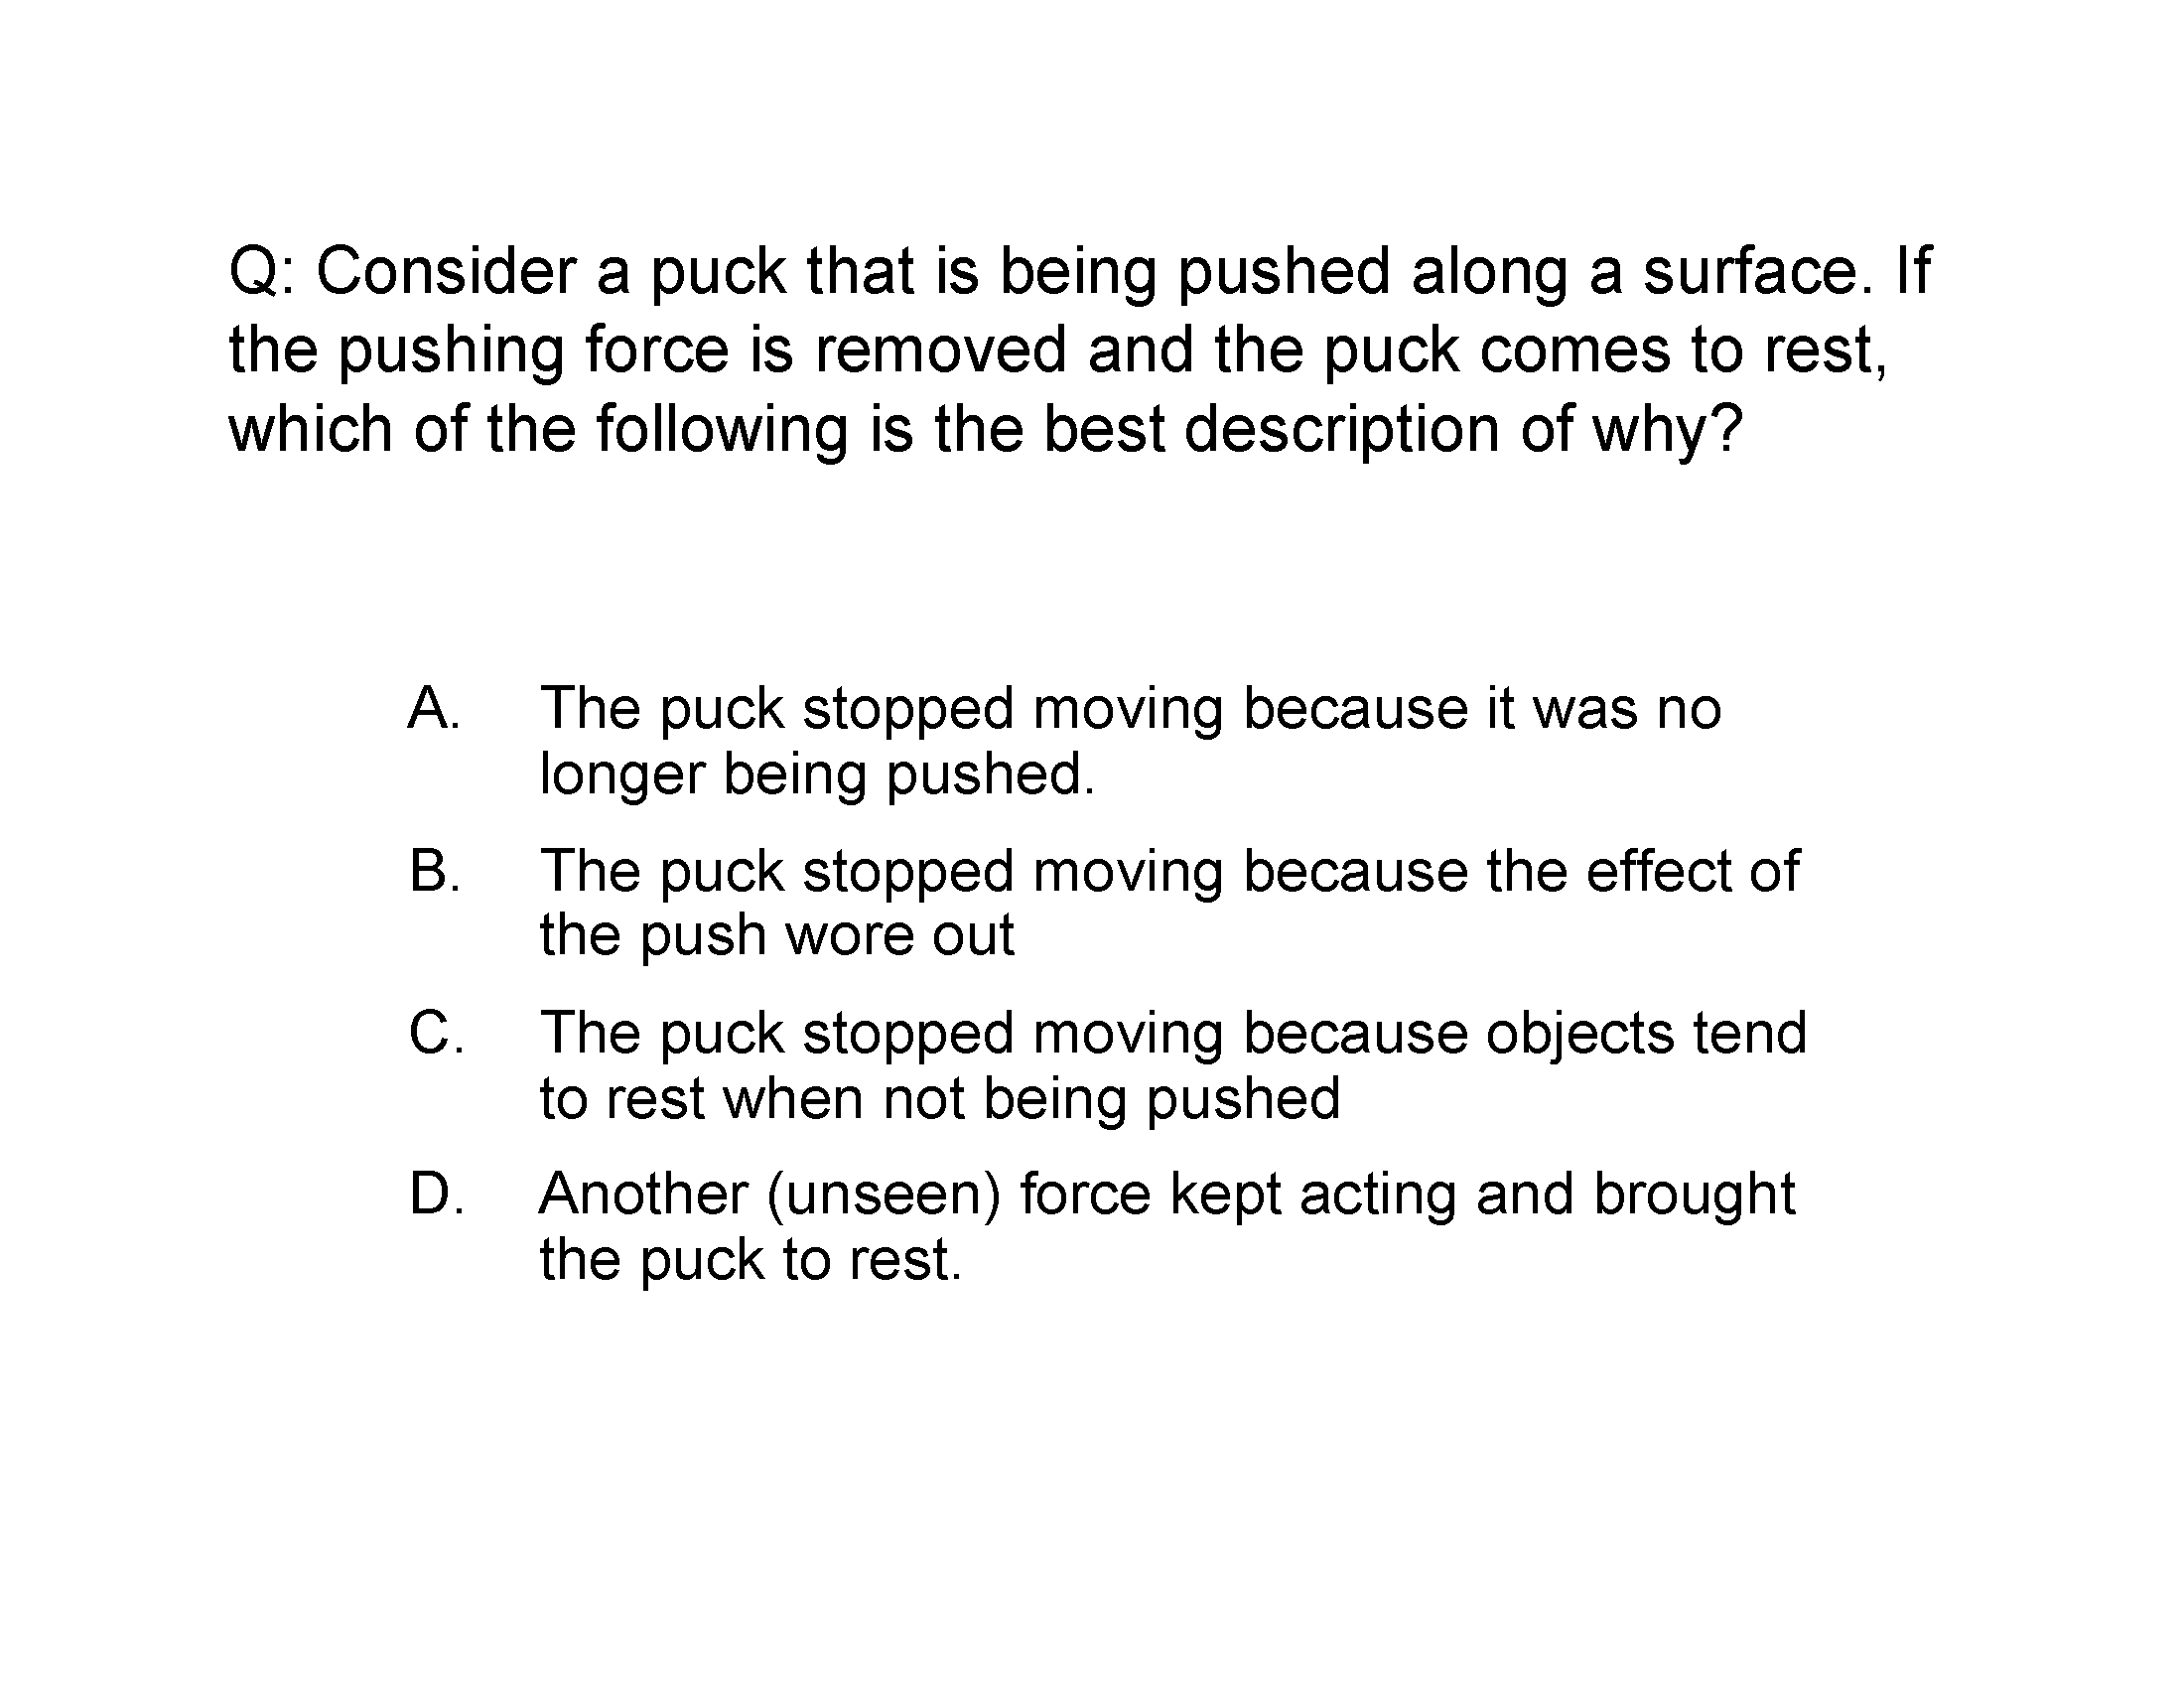 Q: Consider a puck that is being pushed along a surface. If
the pushing force is removed and the puck comes to rest,
which of the following is the best description of why?
A. The puck stopped moving because it was no
longer being pushed.
B. The puck stopped moving because the effect of
the push wore out
C. The puck stopped moving because objects tend
to rest when not being pushed
D. Another (unseen) force kept acting and brought
the puck to rest.